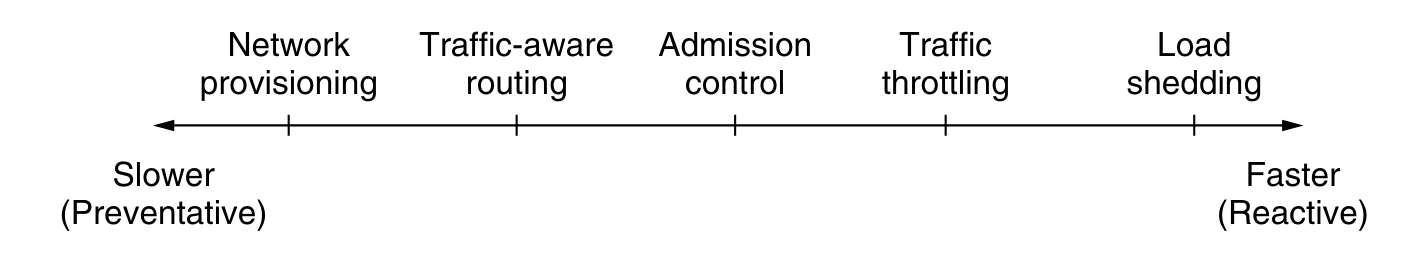 Network
provisioning
Traffic-aware
routing
Admission
control
Traffic
throttling
Load
shedding
Slower
(Preventative)
Faster
(Reactive)